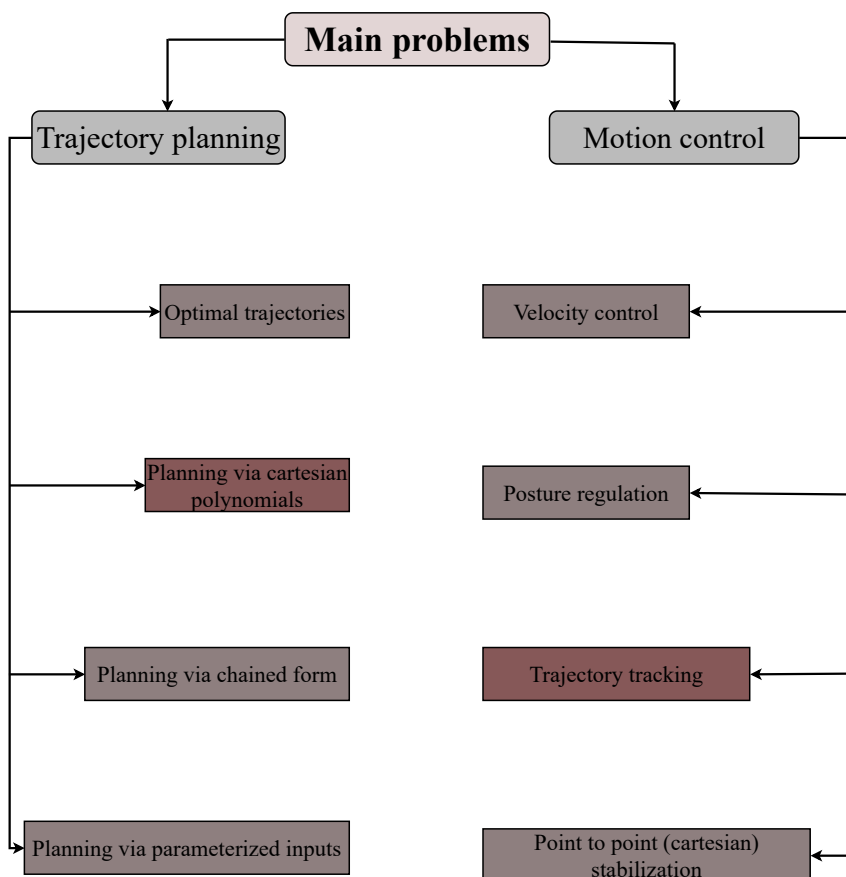 Main problems
Trajectory planning
Motion control
Optimal trajectories
Velocity control
Planning via cartesian
polynomials
Posture regulation
Planning via chained form
Trajectory tracking
Planning via parameterized inputs
Point to point (cartesian)
stabilization